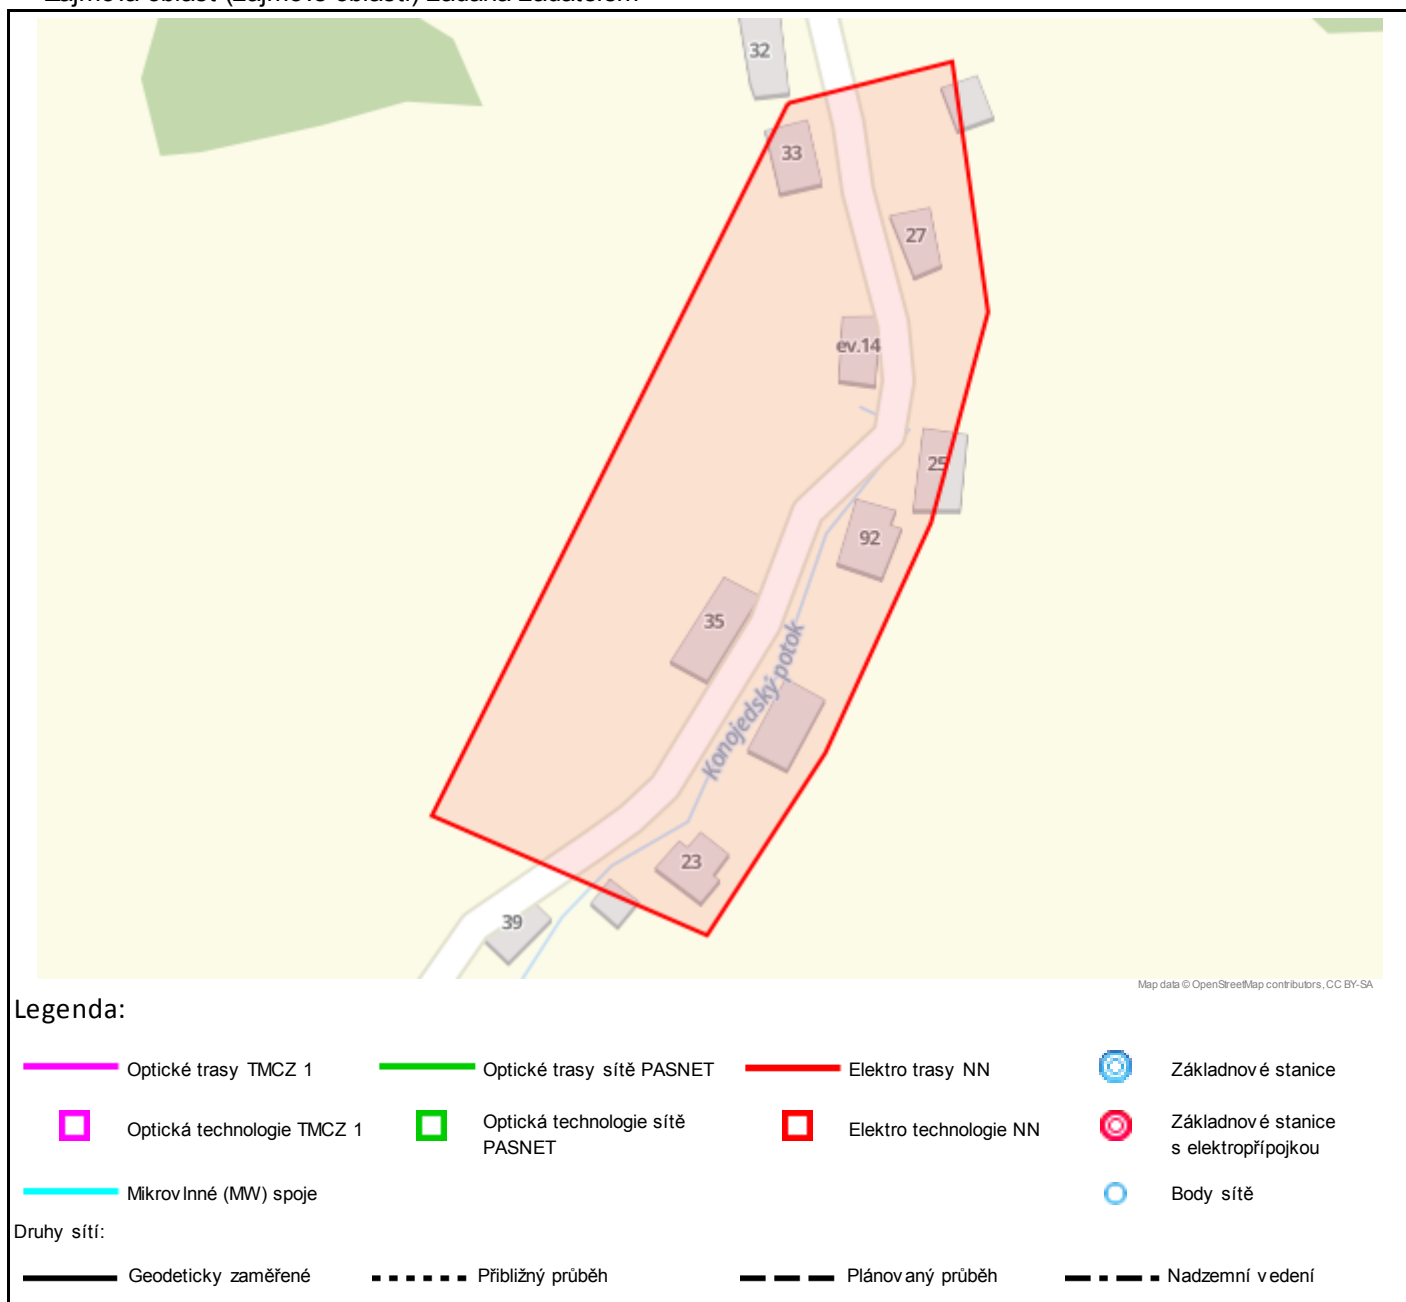 32
33
27
ev.14
25
92
35
Konojedský potok
23
39
Map data © OpenStreetMap contributors, CC BY-SA
Legenda:
Optické trasy TMCZ 1
Optické trasy sítě PASNET
Elektro trasy NN
Základnové stanice
Optická technologie TMCZ 1
Optická technologie sítě
PASNET
Elektro technologie NN
Základnové stanice
s elektropřípojkou
Mikrovlnné (MW) spoje
Body sítě
Druhy sítí:
Geodeticky zaměřené
Přibližný průběh
Plánovaný průběh
Nadzemní vedení